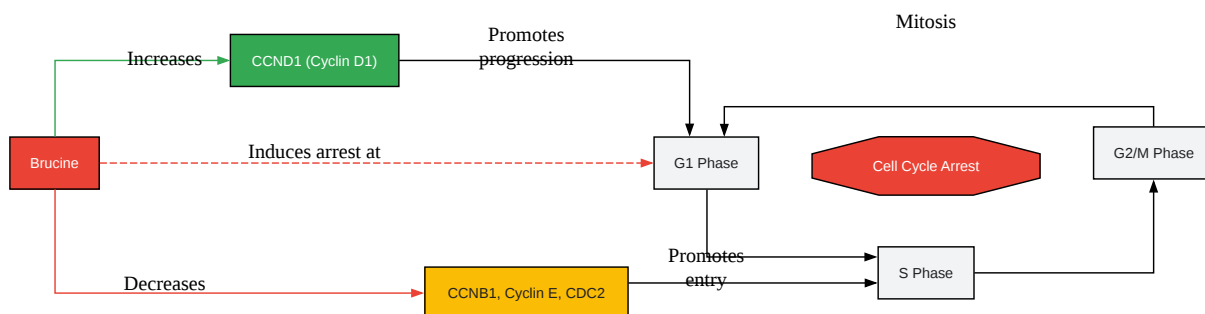 Mitosis
Promotes
progression
Increases
CCND1 (Cyclin D1)
Brucine
Induces arrest at
G1 Phase
Cell Cycle Arrest
G2/M Phase
Promotes
entry
S Phase
Decreases
CCNB1, Cyclin E, CDC2